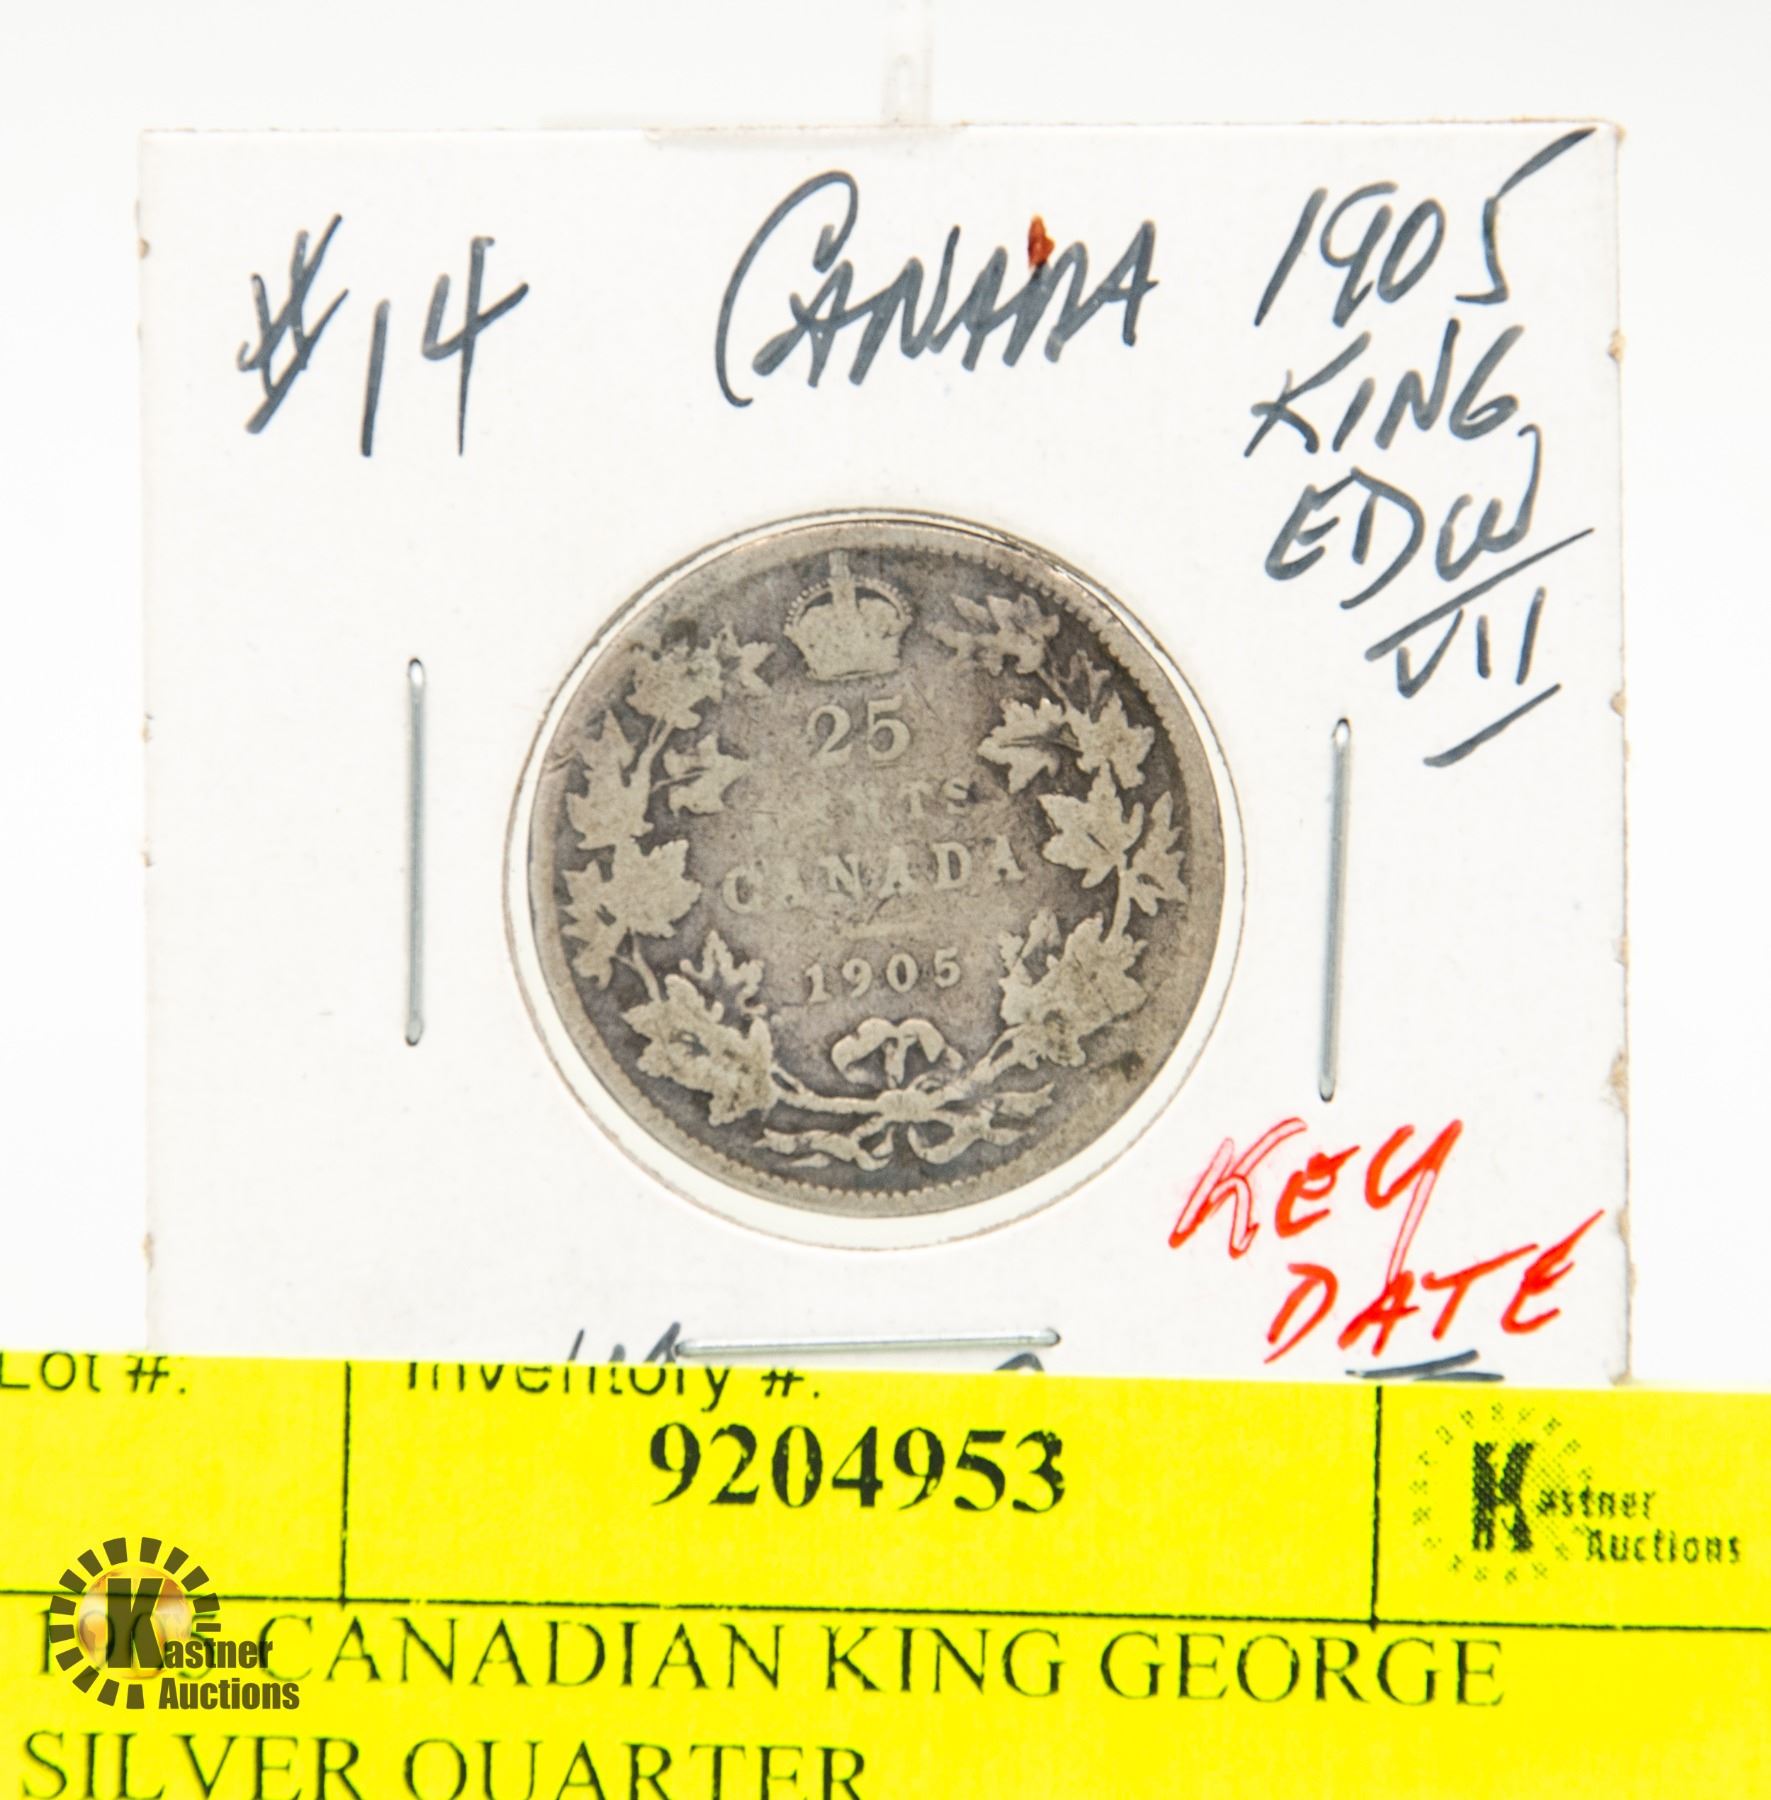 #14 CANADA 1905
KING
EDW
VII
25
CENTS
CANADA
1905
KEY
DATE
Lot #: Inventory #:
9204953
Kastner
Auctions
CANADIAN KING GEORGE
SILVER QUARTER
Kastner
Auctions